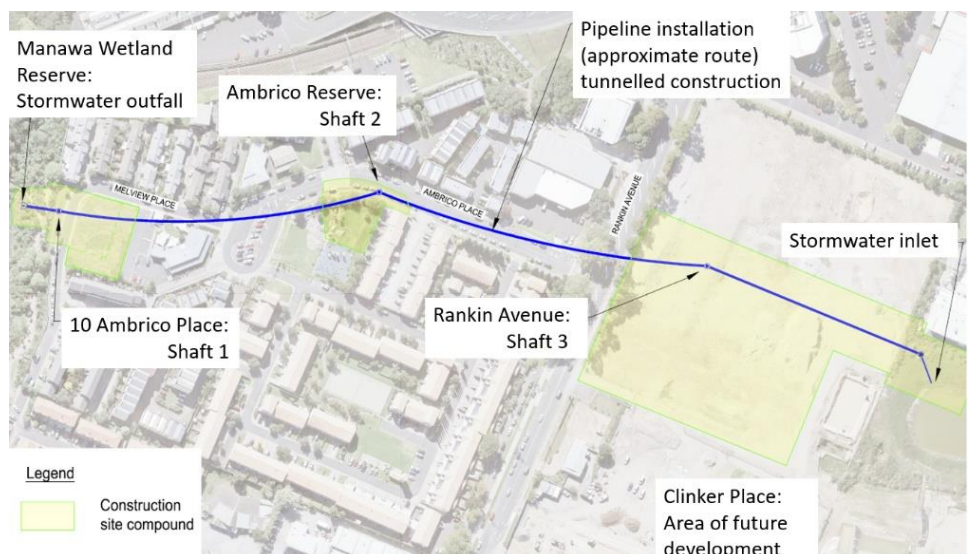 Manawa Wetland
Reserve:
Stormwater outfall
Ambrico Reserve:
Shaft 2
Pipeline installation
(approximate route)
tunnelled construction
MELVIEW PLACE
AMBRICO PLACE
RANKIN AVENUE
Stormwater inlet
10 Ambrico Place:
Shaft 1
Rankin Avenue:
Shaft 3
Legend
Construction
site compound
Clinker Place:
Area of future
development